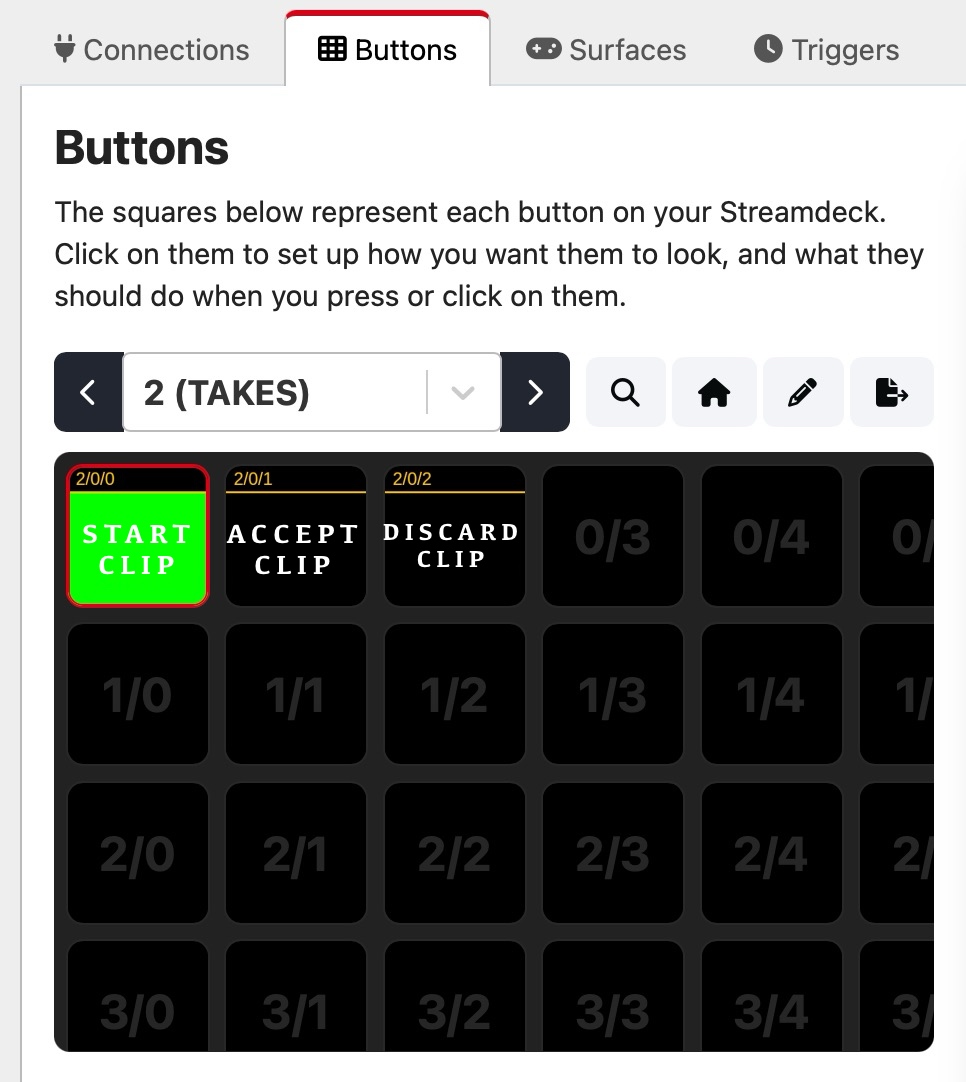 Connections Buttons Surfaces Triggers
Buttons
The squares below represent each button on your Streamdeck.
Click on them to set up how you want them to look, and what they
should do when you press or click on them.
2 (TAKES)
2/0/0 2/0/1 2/0/2
START ACCEPT DISCARD 0/3 0/4 0/
CLIP CLIP CLIP
1/0 1/1 1/2 1/3 1/4 1/
2/0 2/1 2/2 2/3 2/4 2/
3/0 3/1 3/2 3/3 3/4 3/